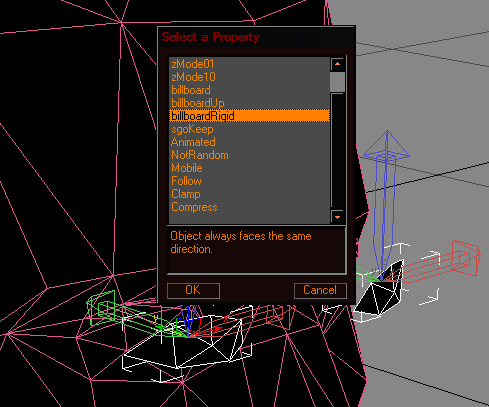 Select a Property
zMode01
zMode10
billboard
billboardUp
billboardRigid
sgoKeep
Animated
NotRandom
Mobile
Follow
Clamp
Compress
Object always faces the same
direction.
OK
Cancel